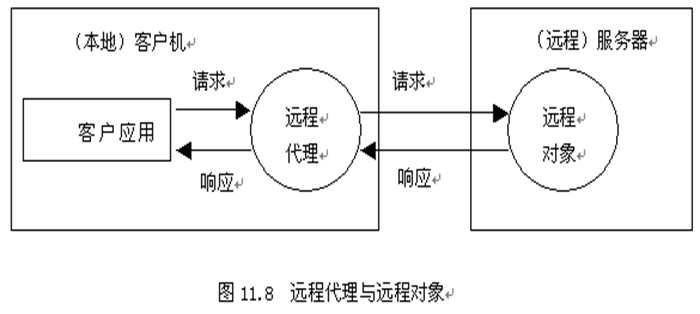 （本地）客户机↵
（远程）服务器↵
请求↵
请求↵
客户应用
远程↵
代理↵
远程↵
对象↵
响应↵
响应↵
图 11.8 远程代理与远程对象↵